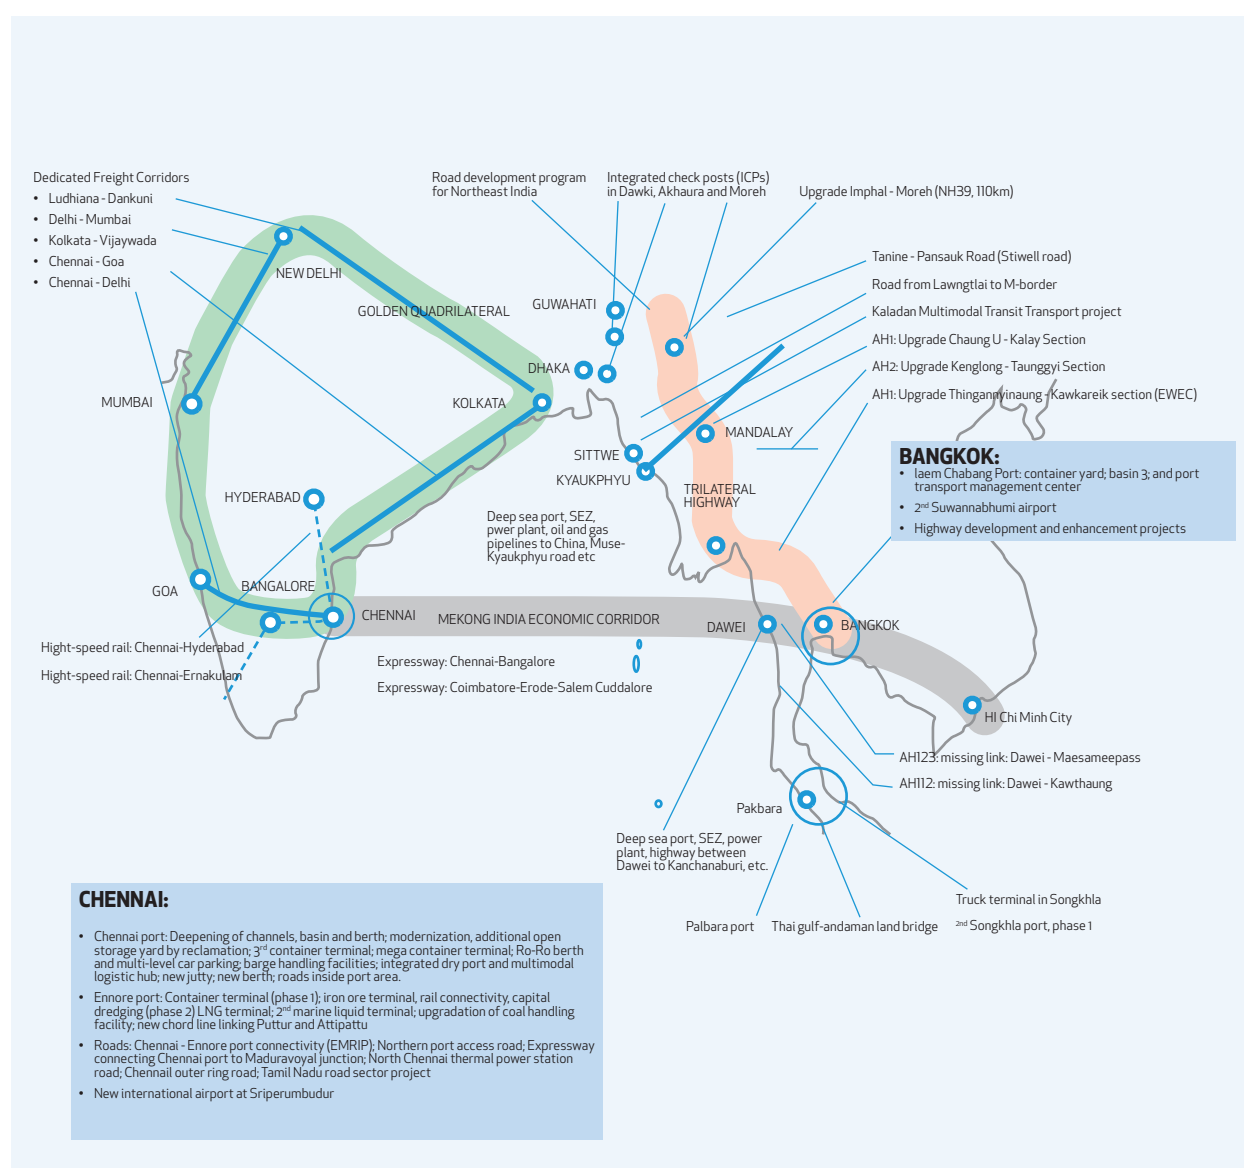 Dedicated Freight Corridors
• Ludhiana - Dankuni
• Delhi - Mumbai
• Kolkata - Vijaywada
• Chennai - Goa
• Chennai - Delhi
Road development program
for Northeast India
Integrated check posts (ICPs)
in Dawki, Akhaura and Moreh
Upgrade Imphal - Moreh (NH39, 110km)
Tanine - Pansauk Road (Stiwell road)
Road from Lawngtlai to M-border
Kaladan Multimodal Transit Transport project
AH1: Upgrade Chaung U - Kalay Section
AH2: Upgrade Kenglong - Taunggyi Section
AH1: Upgrade Thingannyinaung - Kawkareik section (EWEC)
NEW DELHI
GOLDEN QUADRILATERAL
GUWAHATI
DHAKA
MUMBAI
KOLKATA
MANDALAY
SITTWE
KYAUKPHYU
HYDERABAD
TRILATERAL
HIGHWAY
BANGKOK:
• laem Chabang Port: container yard; basin 3; and port
transport management center
• 2nd Suwannabhumi airport
• Highway development and enhancement projects
Deep sea port, SEZ,
pwer plant, oil and gas
pipelines to China, Muse-
Kyaukphyu road etc
GOA
BANGALORE
CHENNAI
MEKONG INDIA ECONOMIC CORRIDOR
DAWEI
BANGKOK
Hight-speed rail: Chennai-Hyderabad
Hight-speed rail: Chennai-Ernakulam
Expressway: Chennai-Bangalore
Expressway: Coimbatore-Erode-Salem Cuddalore
HI Chi Minh City
AH123: missing link: Dawei - Maesameepass
AH112: missing link: Dawei - Kawthaung
Pakbara
Deep sea port, SEZ, power
plant, highway between
Dawei to Kanchanaburi, etc.
Truck terminal in Songkhla
2nd Songkhla port, phase 1
Palbara port
Thai gulf-andaman land bridge
CHENNAI:
• Chennai port: Deepening of channels, basin and berth; modernization, additional open
storage yard by reclamation; 3rd container terminal; mega container terminal; Ro-Ro berth
and multi-level car parking; barge handling facilities; integrated dry port and multimodal
logistic hub; new jutty; new berth; roads inside port area.
• Ennore port: Container terminal (phase 1); iron ore terminal, rail connectivity, capital
dredging (phase 2) LNG terminal; 2nd marine liquid terminal; upgradation of coal handling
facility; new chord line linking Puttur and Attipattu
• Roads: Chennai - Ennore port connectivity (EMRIP); Northern port access road; Expressway
connecting Chennai port to Maduravoyal junction; North Chennai thermal power station
road; Chennail outer ring road; Tamil Nadu road sector project
• New international airport at Sriperumbudur